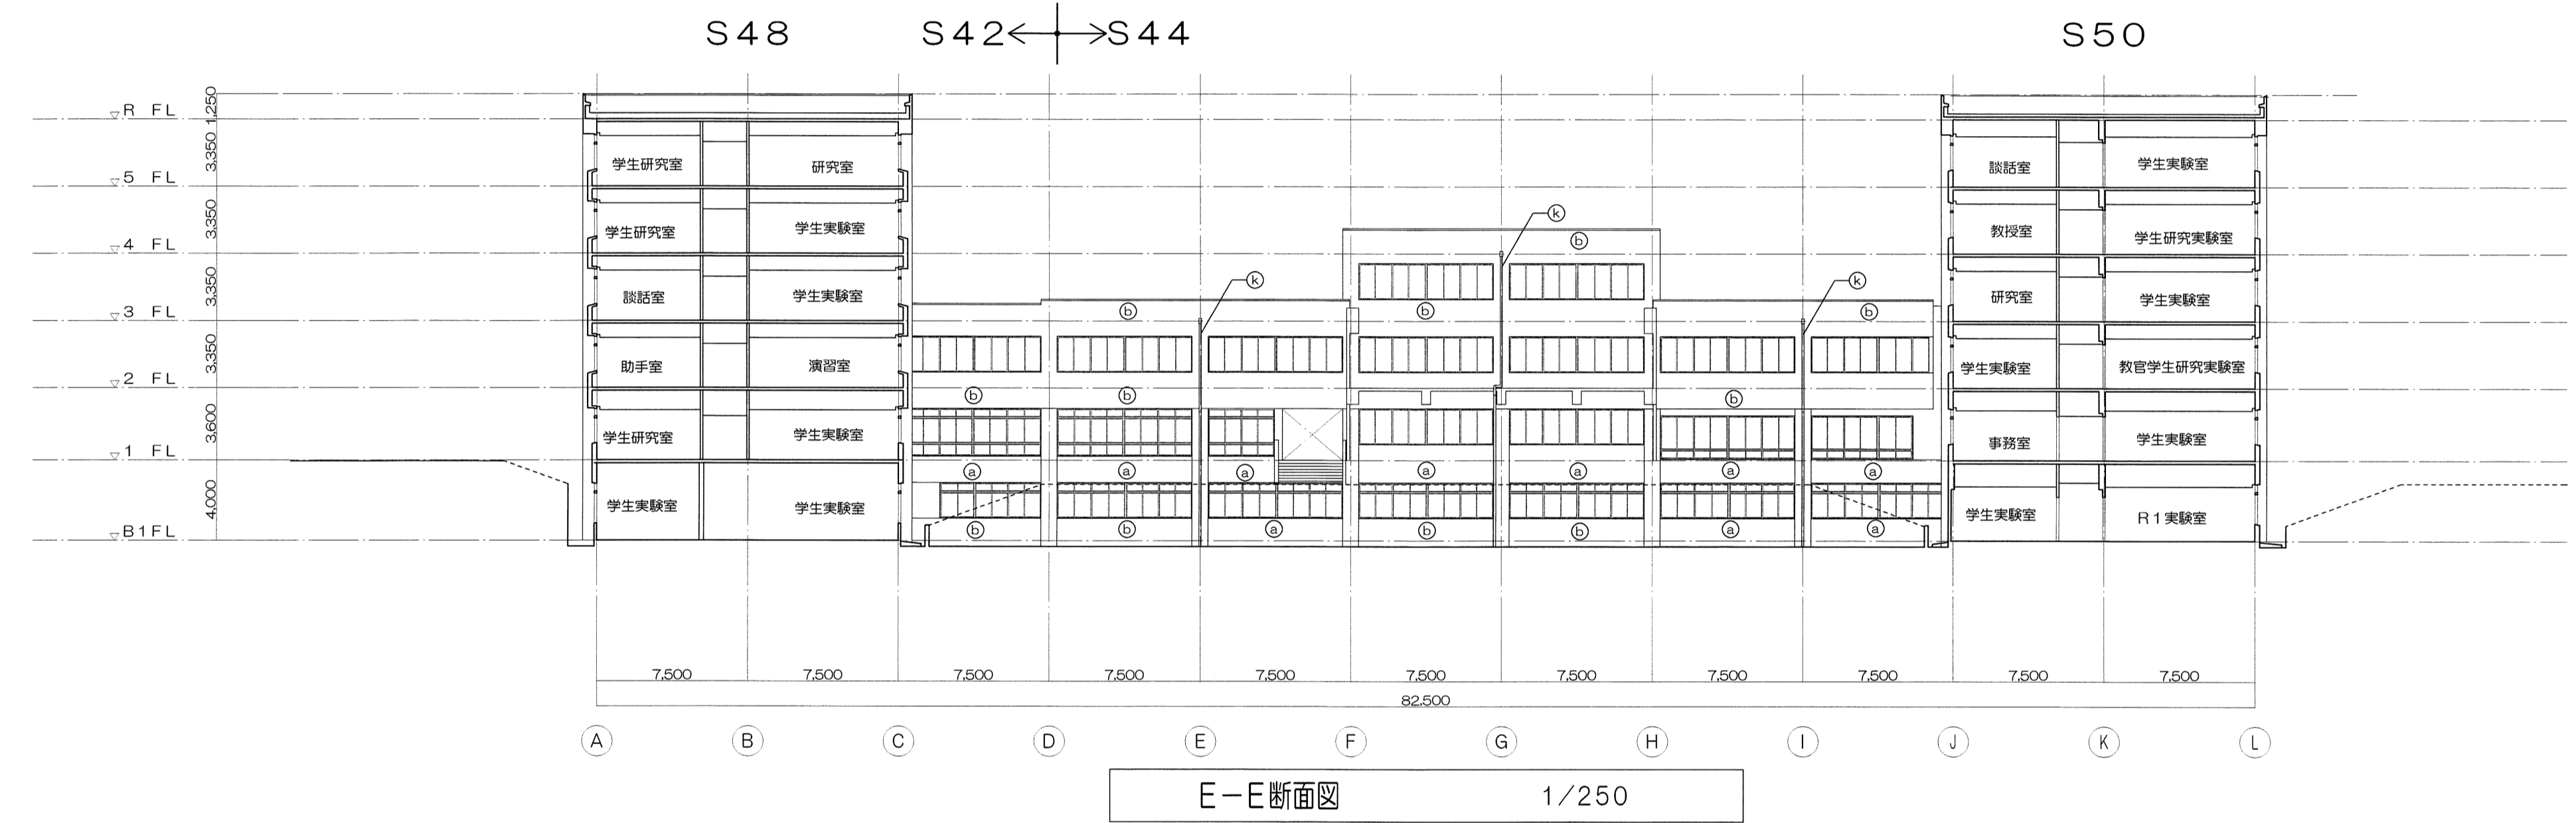 S48 S42 S44 S50
1,250
R FL
3,350
学生研究室 研究室 談話室 学生実験室
5 FL
3,350
k
学生研究室 学生実験室 b 教授室 学生研究実験室
4 FL
3,350
k k
談話室 学生実験室 研究室 学生実験室
3 FL
b b b
3,350
助手室 演習室 学生実験室 教官学生研究実験室
2 FL
b b b
3,600
学生研究室 学生実験室 事務室 学生実験室
1 FL
a a a a a a a
4,000
学生実験室 学生実験室 学生実験室 R1実験室
B1FL
b b a b b a a
7,500 7,500 7,500 7,500 7,500 7,500 7,500 7,500 7,500 7,500 7,500
82,500
A B C D E F G H I J K L
E-E断面図 1/250